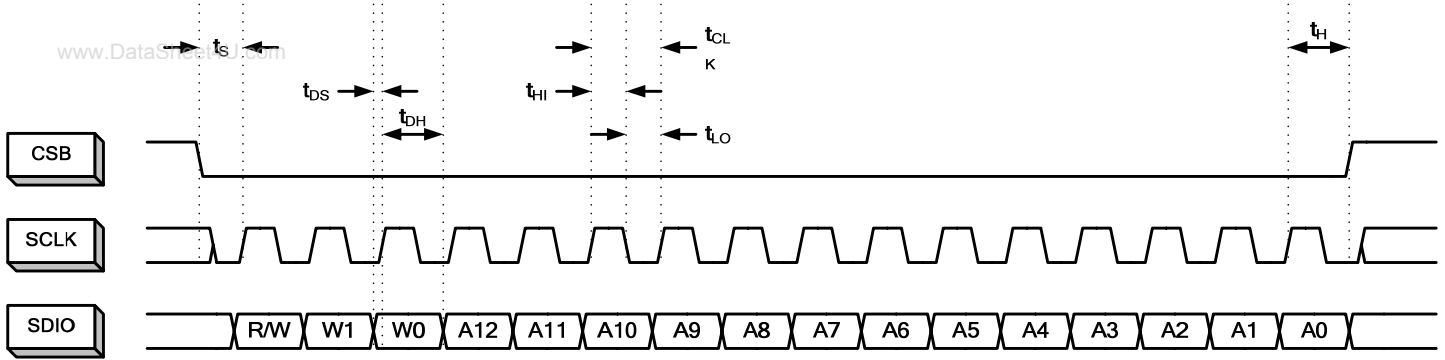 tS
tCL
K
tH
www.DataSheet4U.com
tDS
tHI
tDH
tLO
CSB
SCLK
SDIO
R/W W1 W0 A12 A11 A10 A9 A8 A7 A6 A5 A4 A3 A2 A1 A0